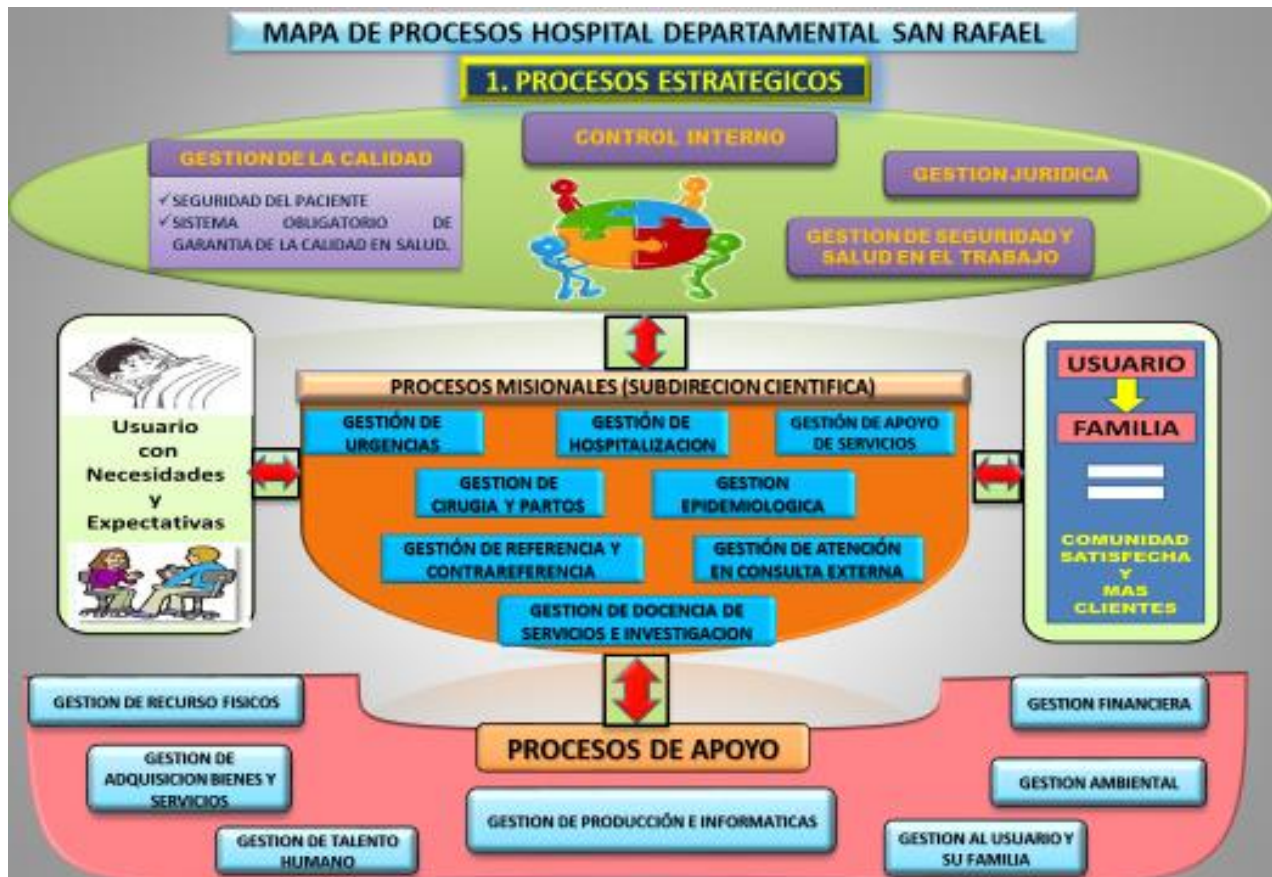 MAPA DE PROCESOS HOSPITAL DEPARTAMENTAL SAN RAFAEL
1. PROCESOS ESTRATEGICOS
CONTROL INTERNO
GESTION DE LA CALIDAD
✓SEGURIDAD DEL PACIENTE
✓SISTEMA OBLIGATORIO DE
GARANTIA DE LA CALIDAD EN SALUD.
GESTION JURIDICA
GESTION DE SEGURIDAD Y
SALUD EN EL TRABAJO
Usuario
con
Necesidades
y
Expectativas
PROCESOS MISIONALES (SUBDIRECION CIENTIFICA)
GESTIÓN DE
URGENCIAS
GESTIÓN DE
HOSPITALIZACION
GESTIÓN DE APOYO
DE SERVICIOS
GESTION DE
CIRUGIA Y PARTOS
GESTION
EPIDEMIOLOGICA
GESTIÓN DE REFERENCIA Y
CONTRAREFERENCIA
GESTIÓN DE ATENCIÓN
EN CONSULTA EXTERNA
GESTION DE DOCENCIA DE
SERVICIOS E INVESTIGACION
USUARIO
FAMILIA
COMUNIDAD
SATISFECHA
Y
MAS
CLIENTES
PROCESOS DE APOYO
GESTION DE RECURSO FISICOS
GESTION DE
ADQUISICION BIENES Y
SERVICIOS
GESTION DE TALENTO
HUMANO
GESTION DE PRODUCCIÓN E INFORMATICAS
GESTION FINANCIERA
GESTION AMBIENTAL
GESTION AL USUARIO Y
SU FAMILIA